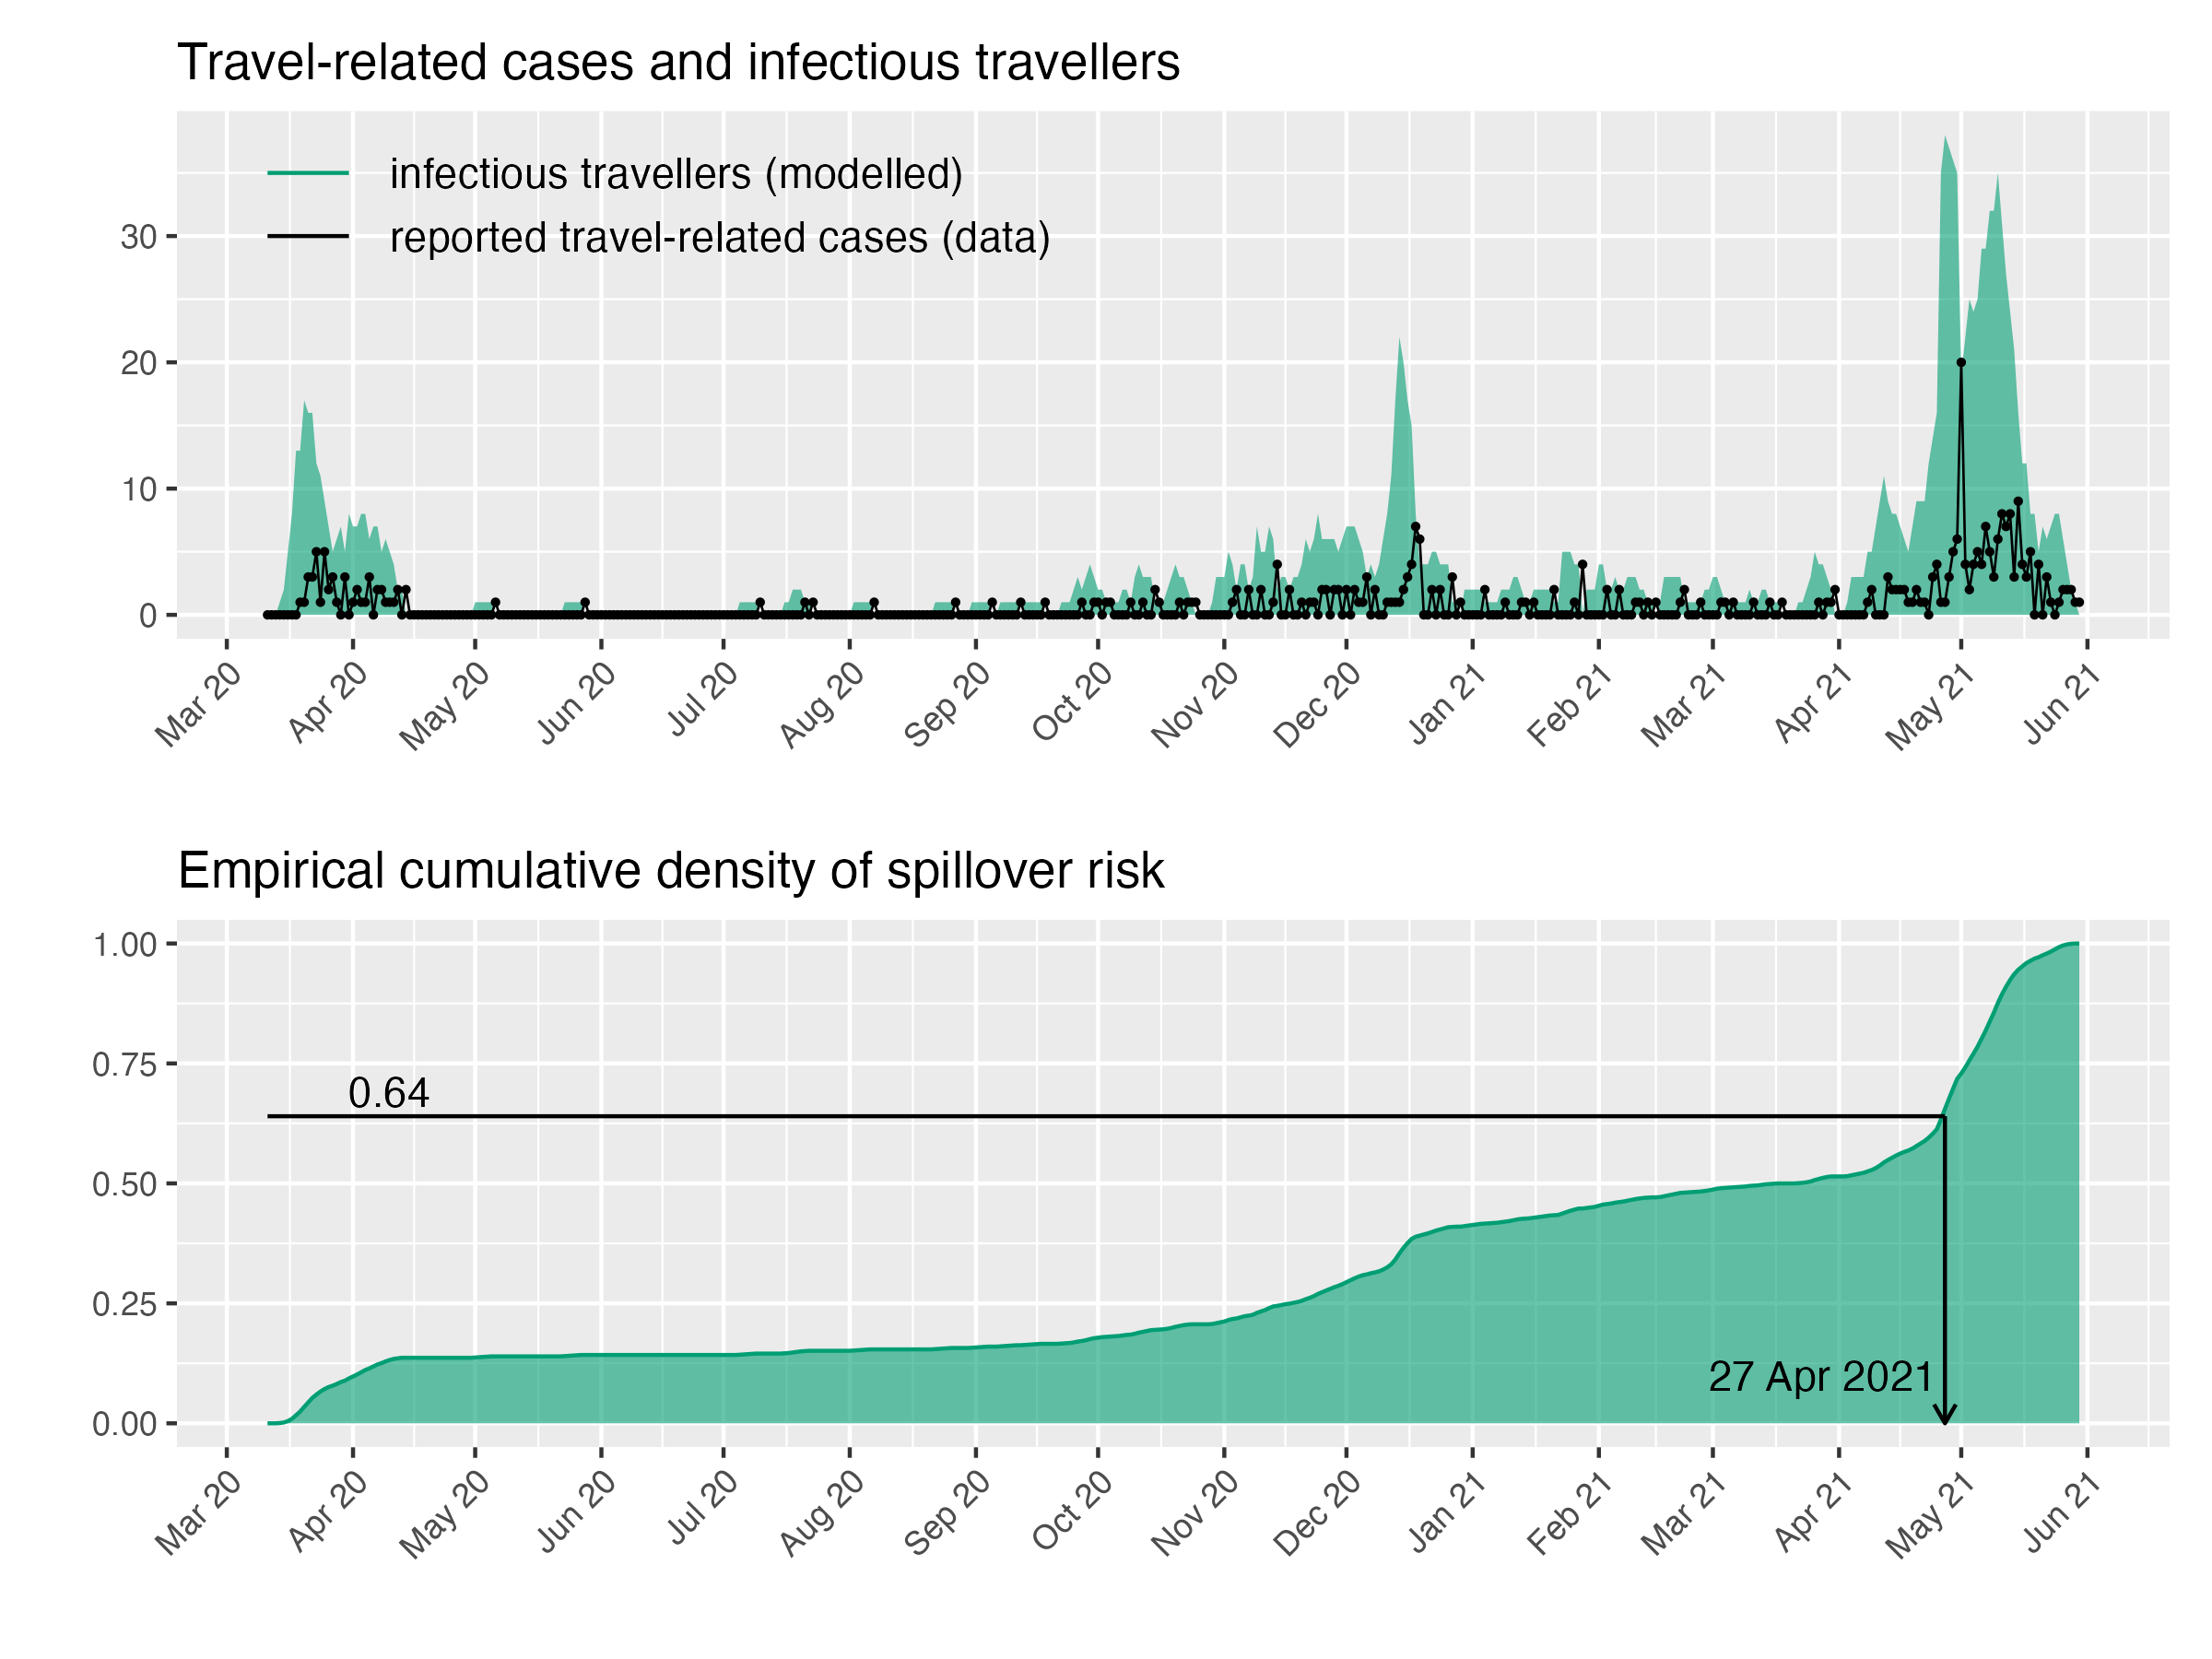 Travel-related cases and infectious travellers
infectious travellers (modelled)
reported travel-related cases (data)
30
20
10
0
Mar 20 Apr 20 May 20 Jun 20 Jul 20 Aug 20 Sep 20 Oct 20 Nov 20 Dec 20 Jan 21 Feb 21 Mar 21 Apr 21 May 21 Jun 21
Empirical cumulative density of spillover risk
1.00
0.75
0.64
0.50
0.25
27 Apr 2021
0.00
Mar 20 Apr 20 May 20 Jun 20 Jul 20 Aug 20 Sep 20 Oct 20 Nov 20 Dec 20 Jan 21 Feb 21 Mar 21 Apr 21 May 21 Jun 21